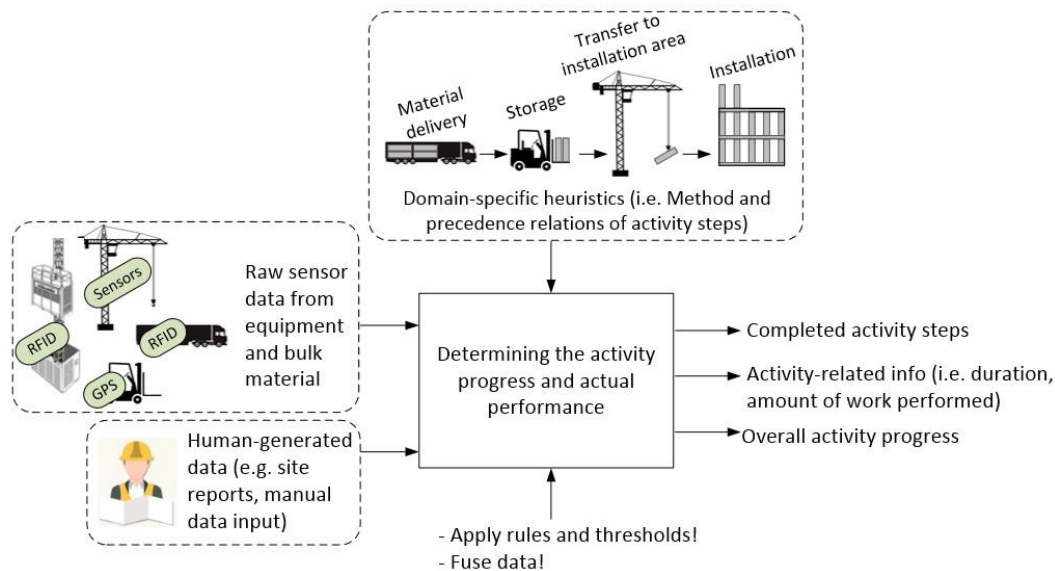 Material
delivery
Storage
Transfer to
installation area
Installation
Domain-specific heuristics (i.e. Method and
precedence relations of activity steps)
Sensors
RFID
RFID
GPS
Raw sensor
data from
equipment
and bulk
material
Human-generated
data (e.g. site
reports, manual
data input)
Determining the activity
progress and actual
performance
Completed activity steps
Activity-related info (i.e. duration,
amount of work performed)
Overall activity progress
- Apply rules and thresholds!
- Fuse data!